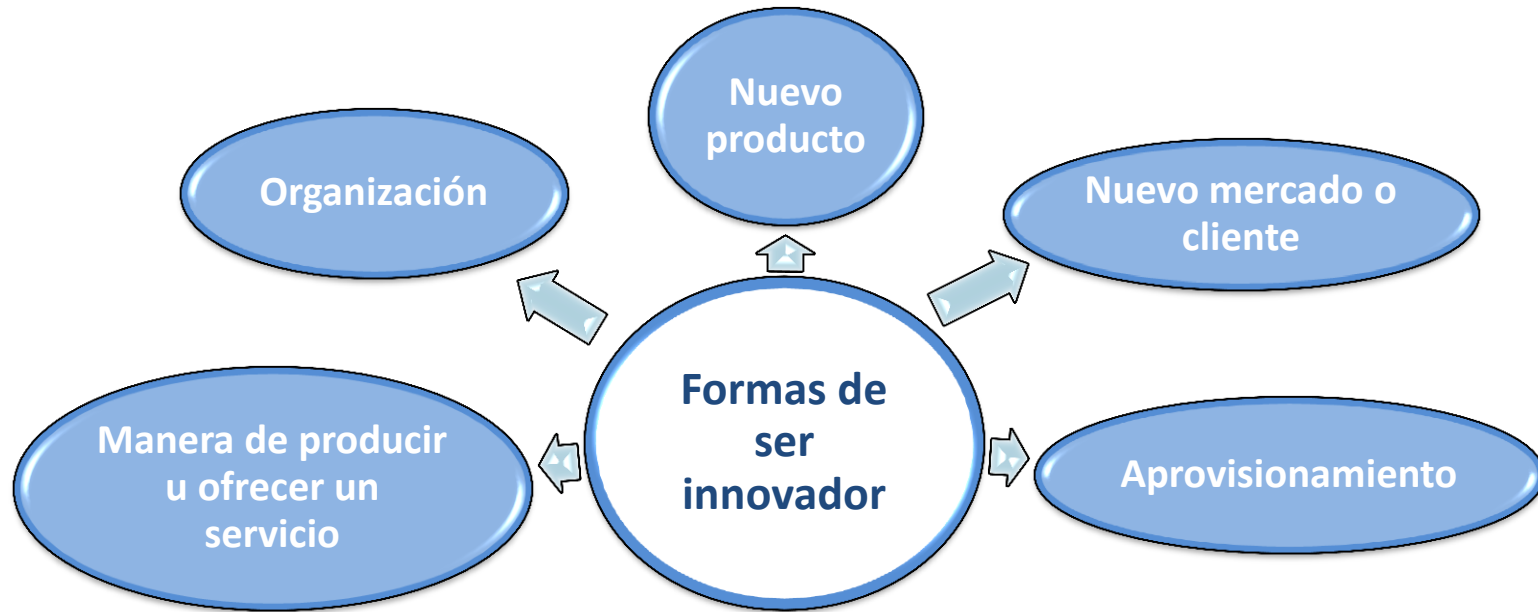 Nuevo
producto
Organización
Nuevo mercado o
cliente
Formas de
ser
innovador
Manera de producir
u ofrecer un
servicio
Aprovisionamiento